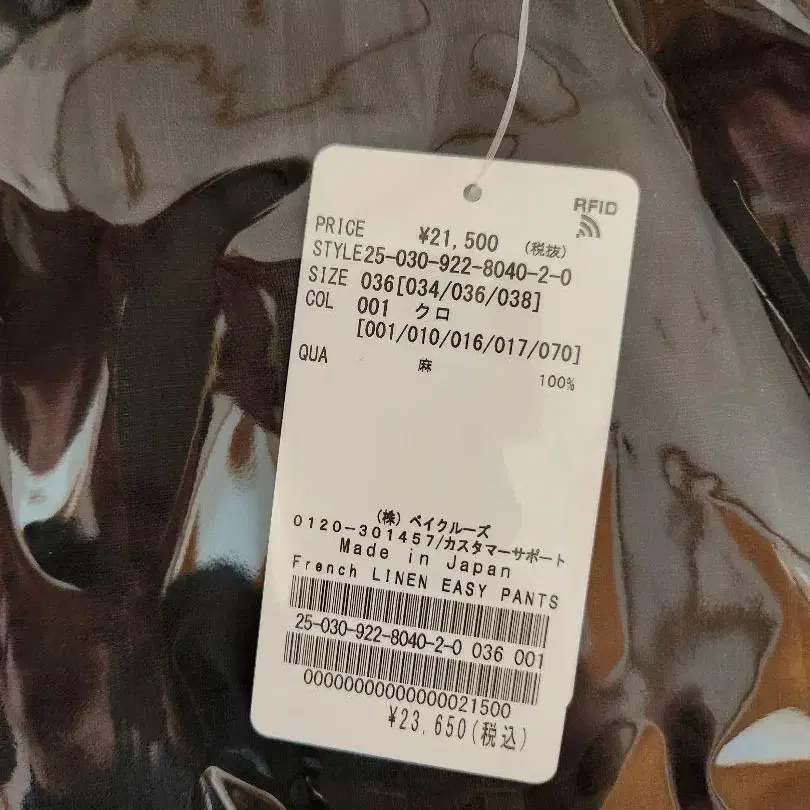 RFID
PRICE ¥21,500 (税抜)
STYLE25-030-922-8040-2-0
SIZE 036[034/036/038]
COL 001 クロ
[001/010/016/017/070]
QUA 麻 100%
(株) ベイクルーズ
0120-301457/カスタマーサポート
Made in Japan
French LINEN EASY PANTS
25-030-922-8040-2-0 036 001
0000000000000021500
¥23,650(税込)